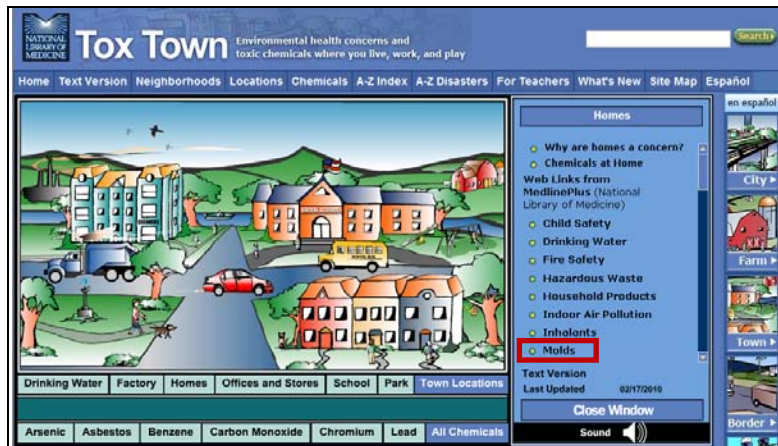 NATIONAL
LIBRARY OF
MEDICINE
Tox Town
Environmental health concerns and
toxic chemicals where you live, work, and play
Search
Home Text Version Neighborhoods Locations Chemicals A-Z Index A-Z Disasters For Teachers What's New Site Map Español
Homes
Why are homes a concern?
Chemicals at Home
Web Links from
MedlinePlus (National
Library of Medicine)
Child Safety
Drinking Water
Fire Safety
Hazardous Waste
Household Products
Indoor Air Pollution
Inhalants
Molds
Text Version
Last Updated 02/17/2010
Close Window
Sound
en español
City
Farm
Town
Border
Drinking Water Factory Homes Offices and Stores School Park Town Locations
Arsenic Asbestos Benzene Carbon Monoxide Chromium Lead All Chemicals